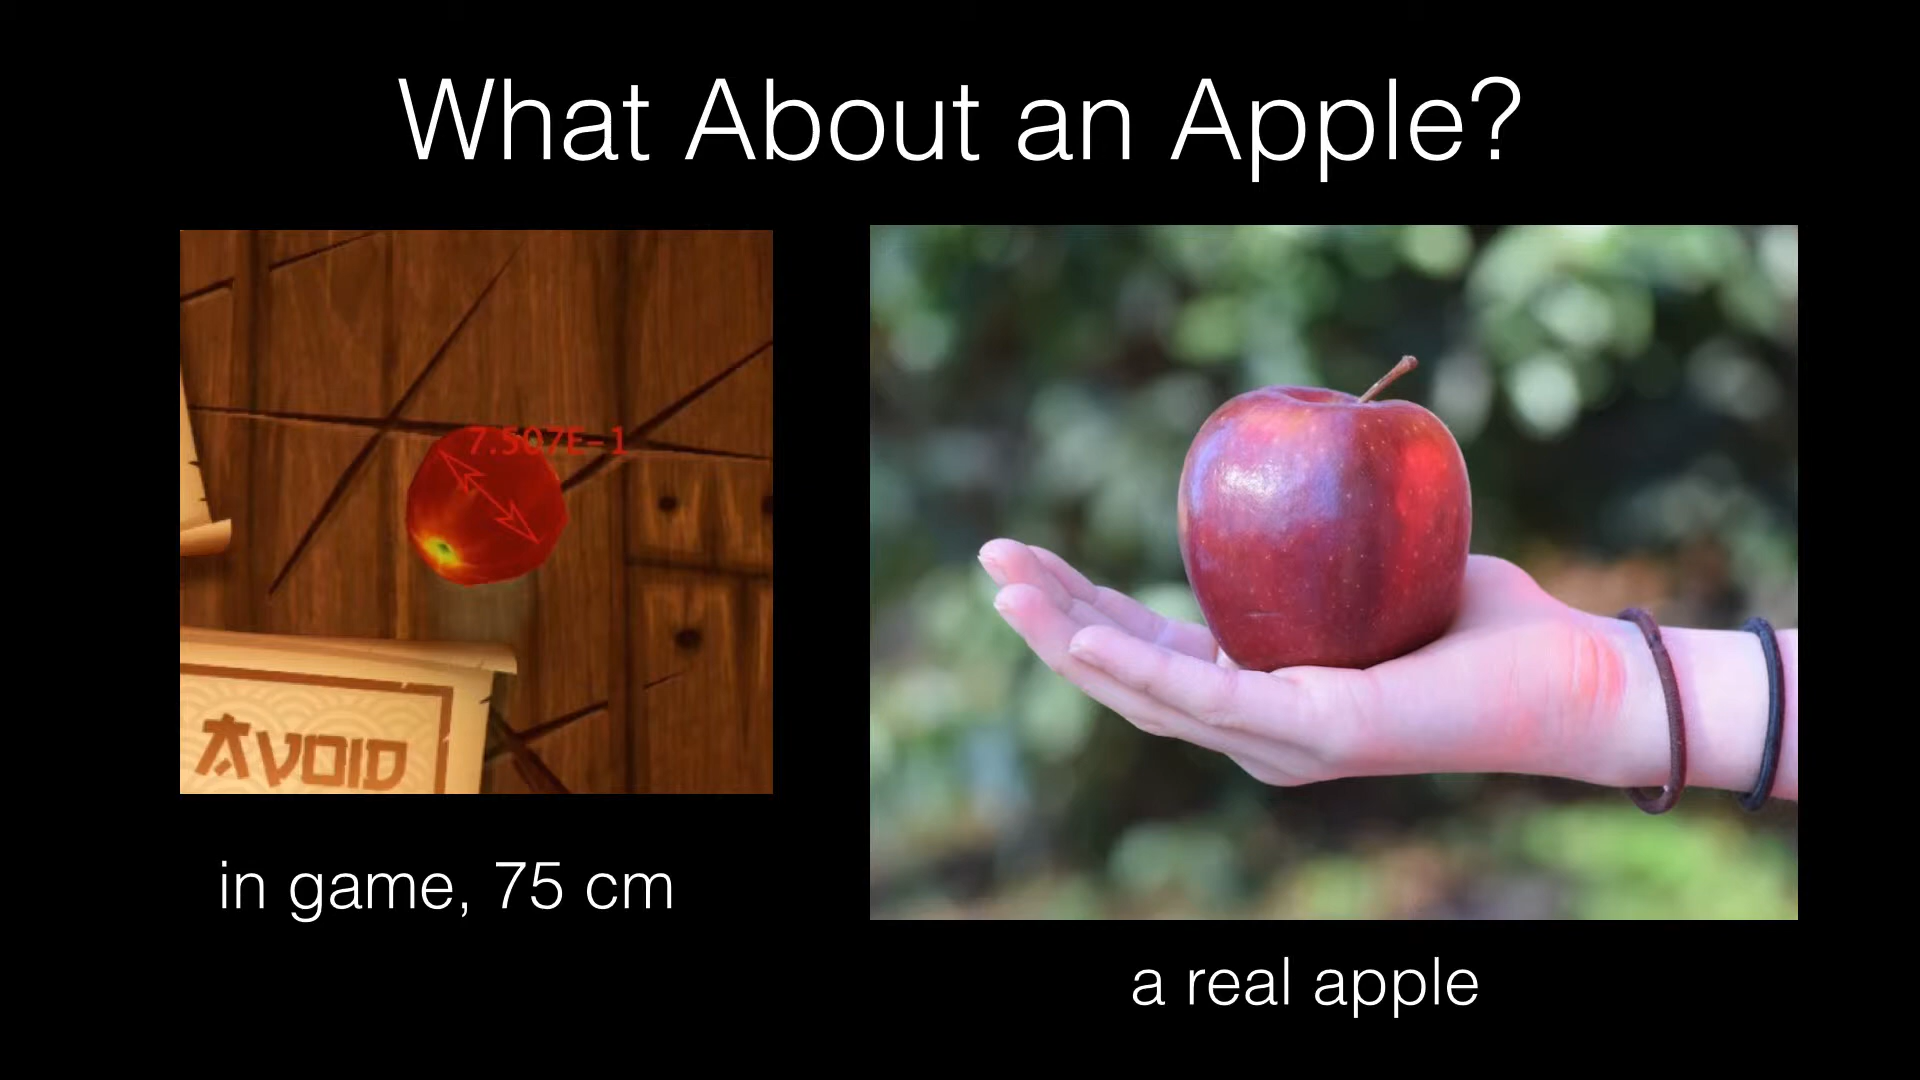 What About an Apple?
7.507E-1
AVOID
in game, 75 cm
a real apple